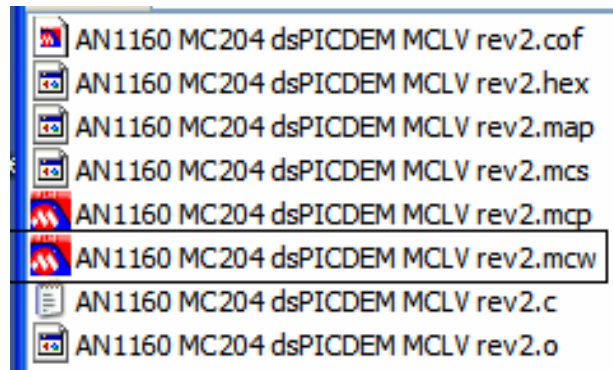 AN1160 MC204 dsPICDEM MCLV rev2.cof
AN1160 MC204 dsPICDEM MCLV rev2.hex
AN1160 MC204 dsPICDEM MCLV rev2.map
AN1160 MC204 dsPICDEM MCLV rev2.mcs
AN1160 MC204 dsPICDEM MCLV rev2.mcp
AN1160 MC204 dsPICDEM MCLV rev2.mcw
AN1160 MC204 dsPICDEM MCLV rev2.c
AN1160 MC204 dsPICDEM MCLV rev2.o